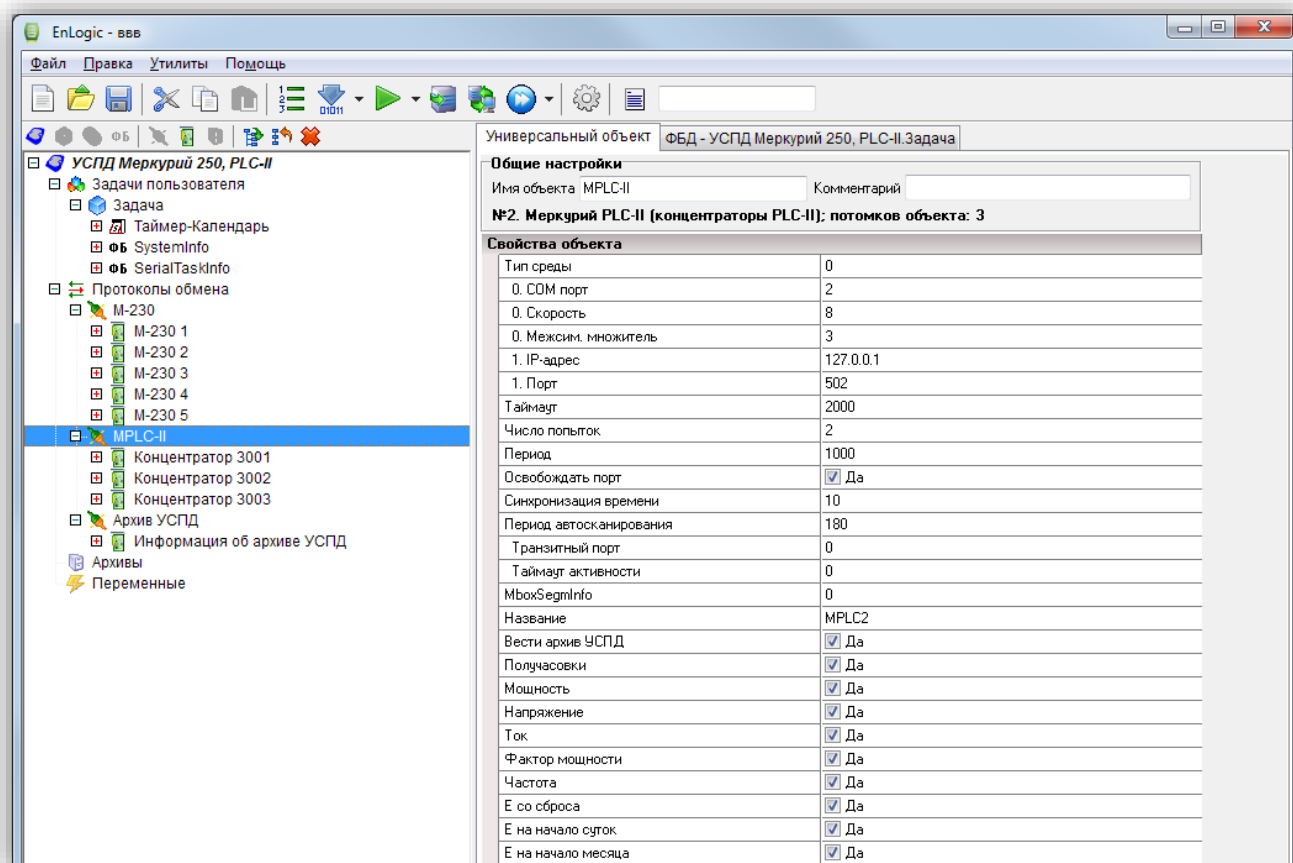 EnLogic - ввв
Файл Правка Утилиты Помощь
УСПД Меркурий 250, PLC-II
Задачи пользователя
Задача
Таймер-Календарь
ФБ SystemInfo
ФБ SerialTaskInfo
Протоколы обмена
М-230
М-230 1
М-230 2
М-230 3
М-230 4
М-230 5
MPLC-II
Концентратор 3001
Концентратор 3002
Концентратор 3003
Архив УСПД
Информация об архиве УСПД
Архивы
Переменные
Универсальный объект ФБД - УСПД Меркурий 250, PLC-II.Задача
Общие настройки
Имя объекта MPLC-II Комментарий
№2. Меркурий PLC-II (концентраторы PLC-II); потомков объекта: 3
Свойства объекта
Тип среды 0
0. COM порт 2
0. Скорость 8
0. Межсим. множитель 3
1. IP-адрес 127.0.0.1
1. Порт 502
Таймаут 2000
Число попыток 2
Период 1000
Освобождать порт Да
Синхронизация времени 10
Период автосканирования 180
Транзитный порт 0
Таймаут активности 0
MboxSegmInfo 0
Название MPLC2
Вести архив УСПД Да
Получасовки Да
Мощность Да
Напряжение Да
Ток Да
Фактор мощности Да
Частота Да
Е со сброса Да
Е на начало суток Да
Е на начало месяца Да